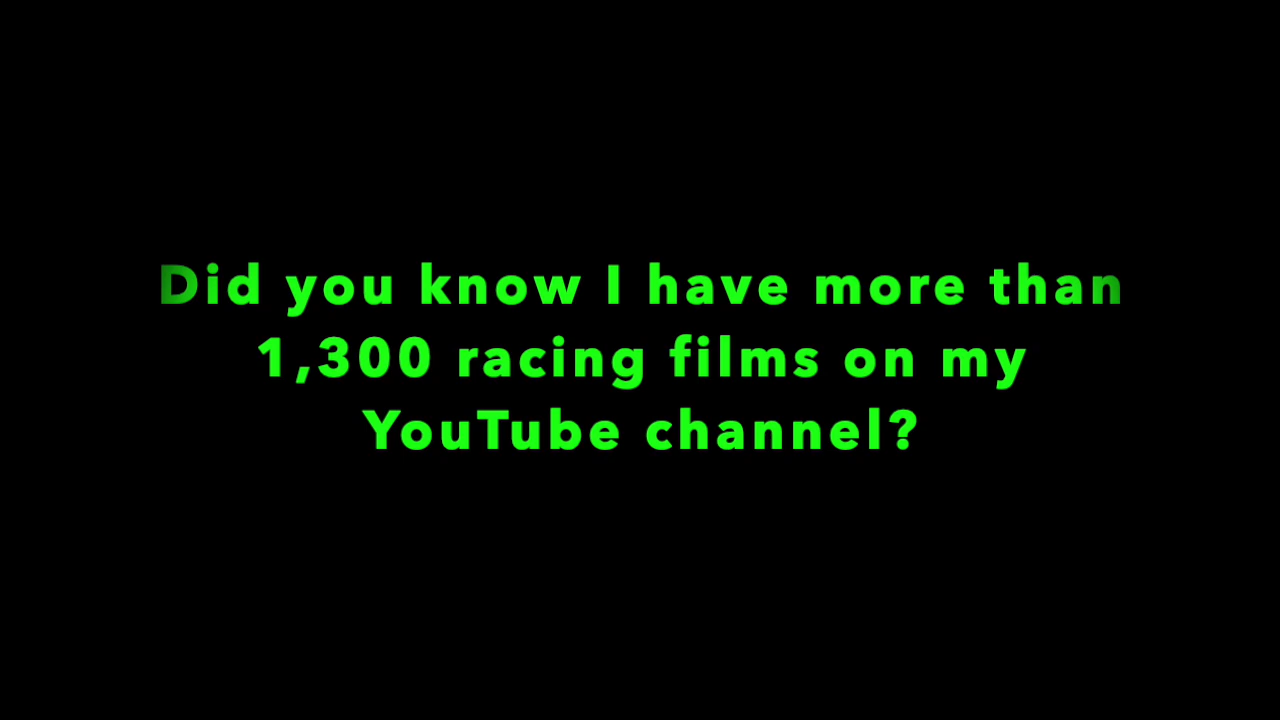 Did you know I have more than
1,300 racing films on my
YouTube channel?